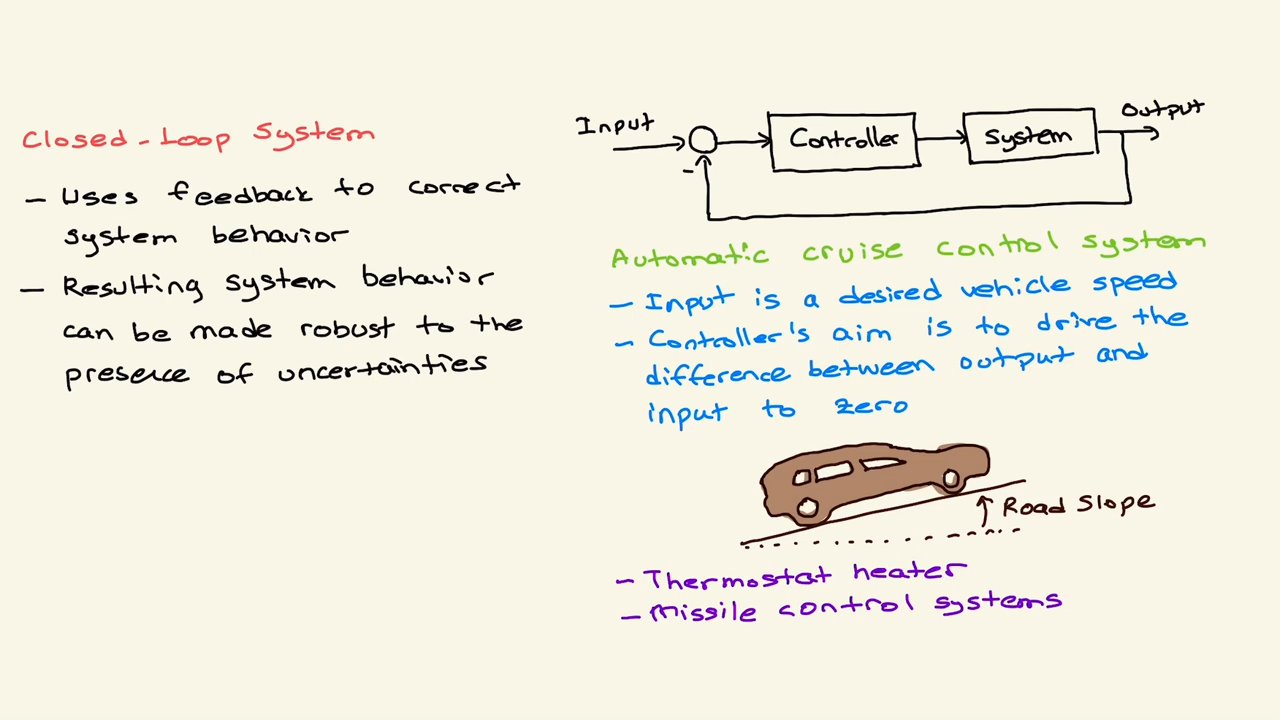 Closed-Loop System
- Uses feedback to correct
system behavior
- Resulting system behavior
can be made robust to the
presence of uncertainties
Input
Controller
System
Output
-
Automatic cruise control system
- Input is a desired vehicle speed
- Controller's aim is to drive the
difference between output and
input to zero
Road Slope
- Thermostat heater
- Missile control systems